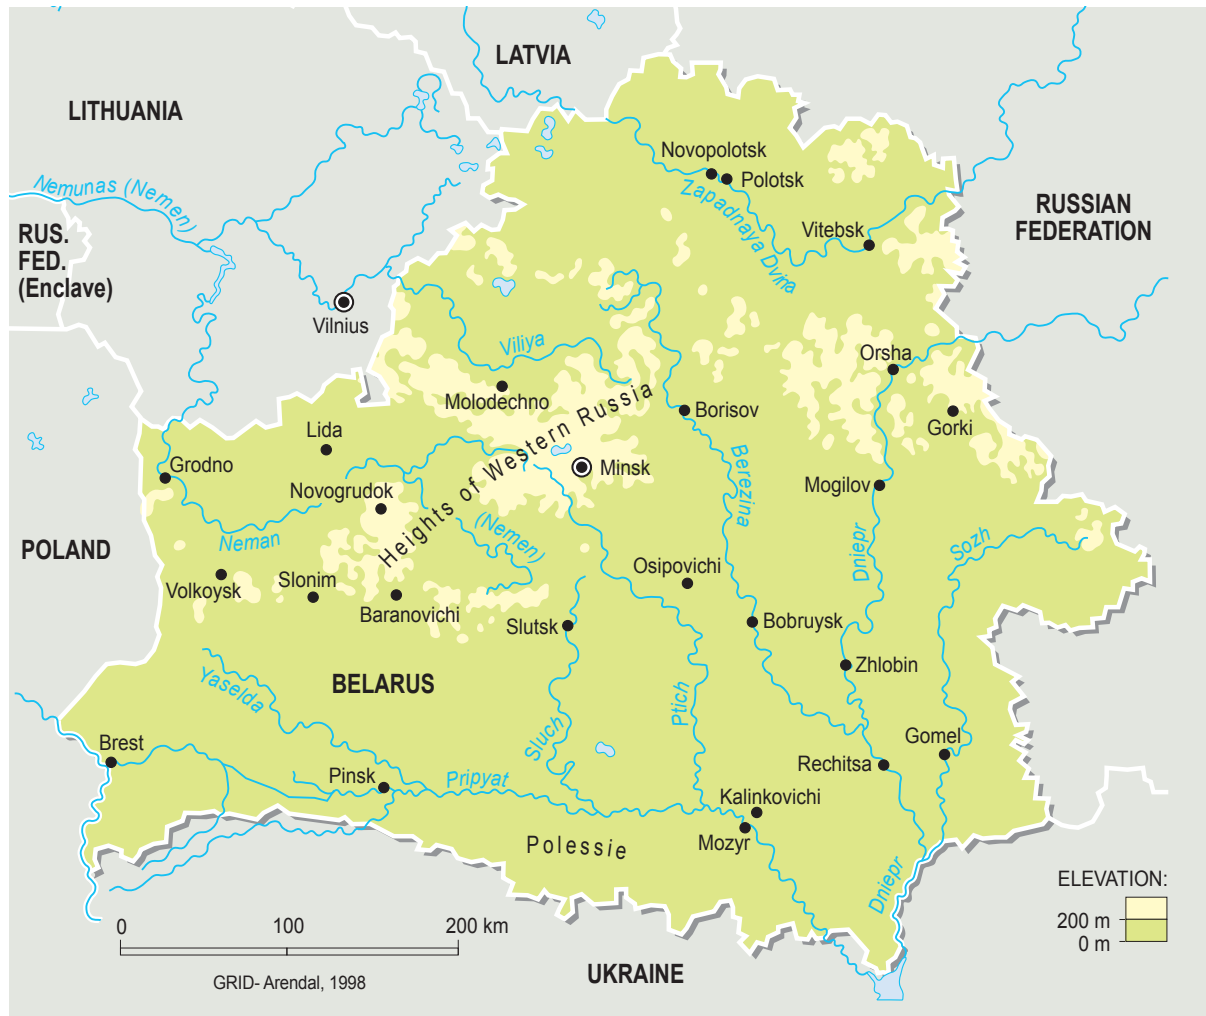 LATVIA
LITHUANIA
Novopolotsk
Polotsk
Nemunas (Nemen)
Zapadnaya Dvina
RUSSIAN
FEDERATION
RUS.
FED.
(Enclave)
Vitebsk
Vilnius
Viliya
Orsha
Molodechno
Borisov
Gorki
Lida
Heights of Western Russia
Grodno
Minsk
Berezina
Novogrudok
Mogilov
Neman
(Nemen)
Dniepr
Sozh
POLAND
Osipovichi
Volkoysk
Slonim
Baranovichi
Slutsk
Bobruysk
Zhlobin
Yaselda
BELARUS
Ptich
Sluch
Brest
Gomel
Rechitsa
Pinsk
Pripyat
Kalinkovichi
Mozyr
Polessie
Dniepr
ELEVATION:
200 m
0 m
0
100
200 km
UKRAINE
GRID- Arendal, 1998